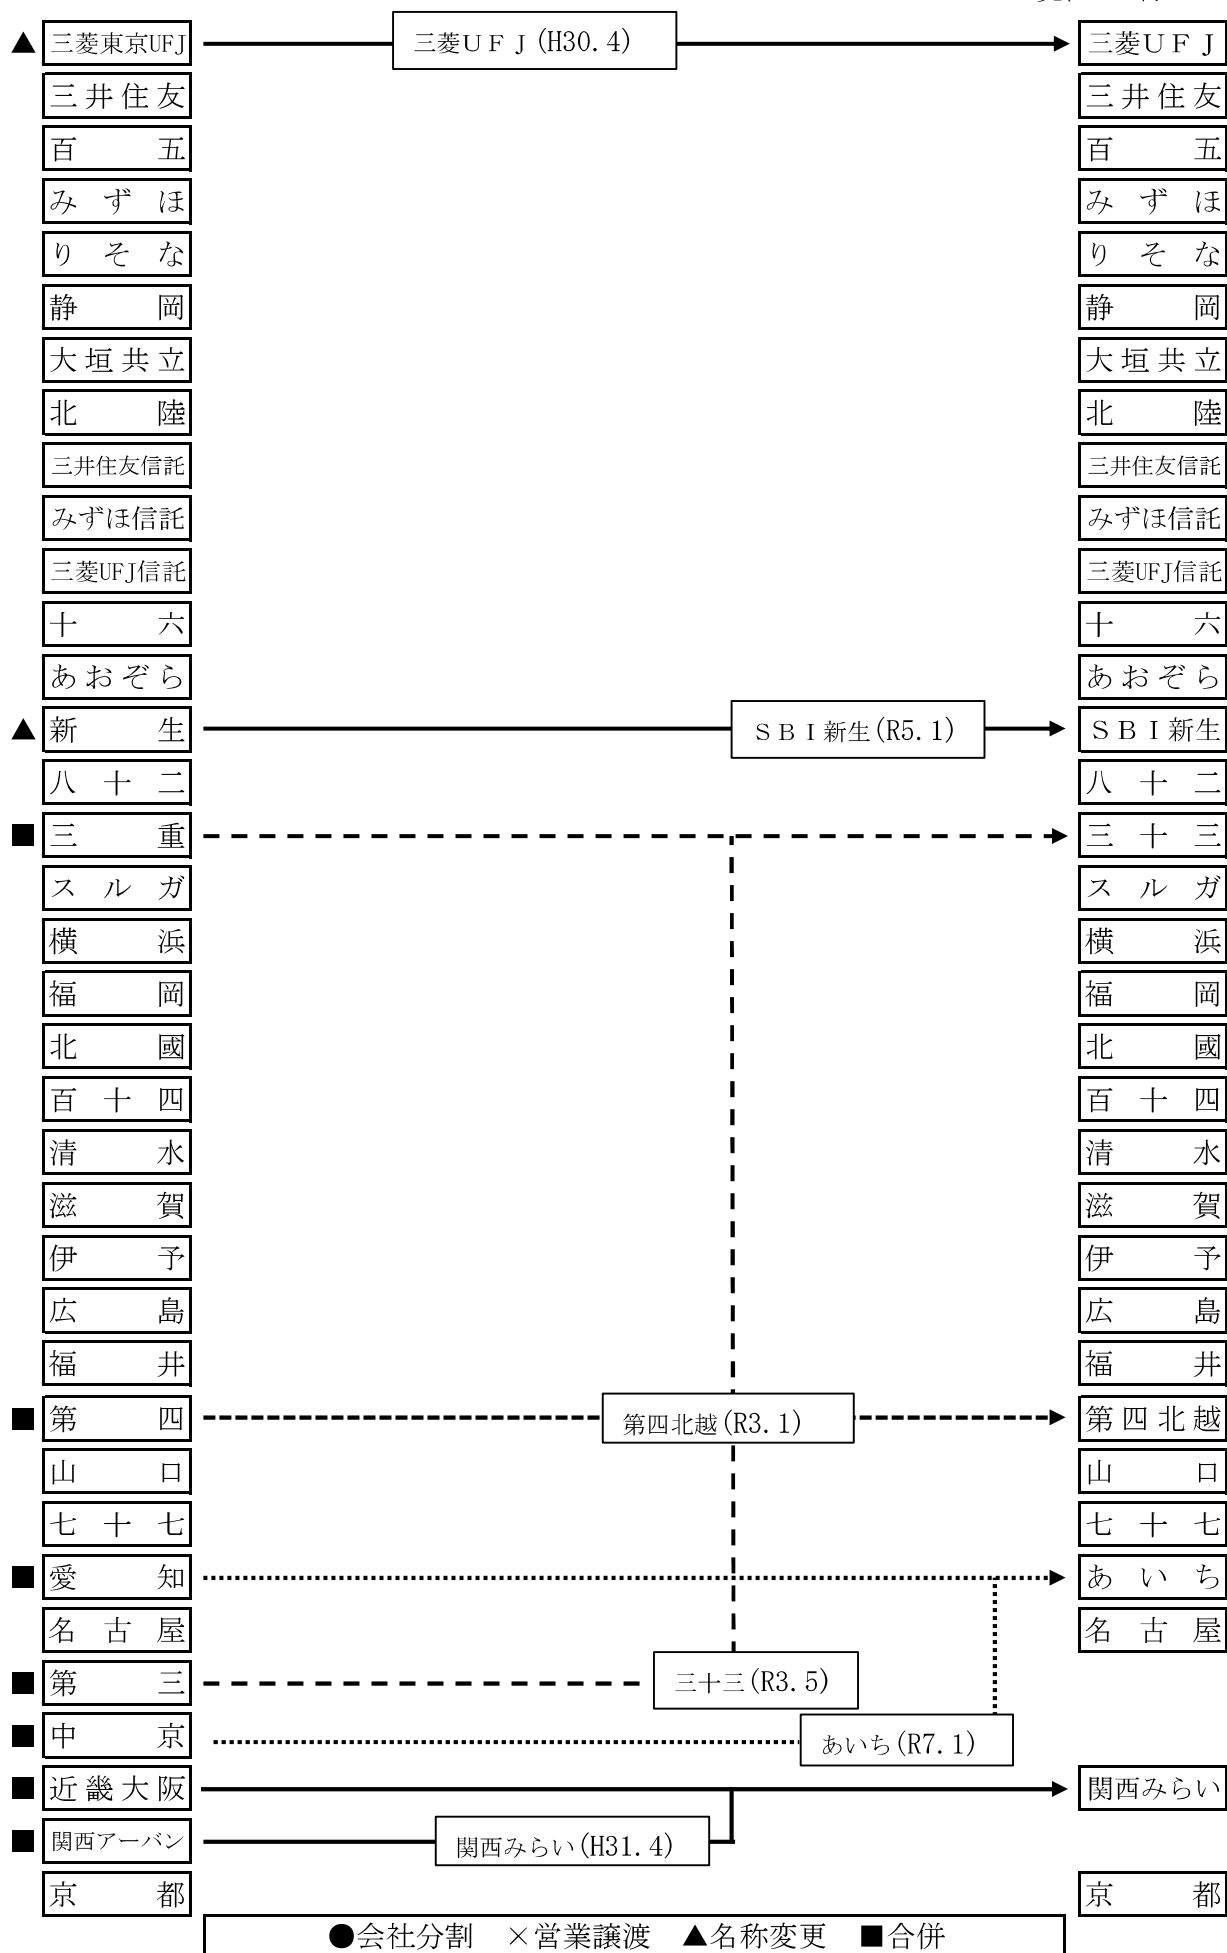 ▲ 三菱東京UFJ 三菱ＵＦＪ(H30.4) 三菱ＵＦＪ
三井住友 三井住友
百五 百五
みずほ みずほ
りそな りそな
静岡 静岡
大垣共立 大垣共立
北陸 北陸
三井住友信託 三井住友信託
みずほ信託 みずほ信託
三菱UFJ信託 三菱UFJ信託
十六 十六
あおぞら あおぞら
▲ 新生 ＳＢＩ新生(R5.1) ＳＢＩ新生
八十二 八十二
■ 三重 三十三
スルガ スルガ
横浜 横浜
福岡 福岡
北國 北國
百十四 百十四
清水 清水
滋賀 滋賀
伊予 伊予
広島 広島
福井 福井
■ 第四 第四北越(R3.1) 第四北越
山口 山口
七十七 七十七
■ 愛知 あいち
名古屋 名古屋
■ 第三 三十三(R3.5)
■ 中京 あいち(R7.1)
■ 近畿大阪 関西みらい
■ 関西アーバン 関西みらい(H31.4)
京都 京都
●会社分割 ×営業譲渡 ▲名称変更 ■合併